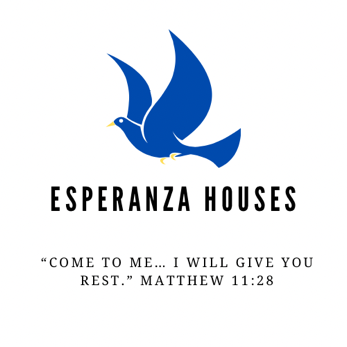 ESPERANZA HOUSES
“COME TO ME… I WILL GIVE YOU
REST.” MATTHEW 11:28